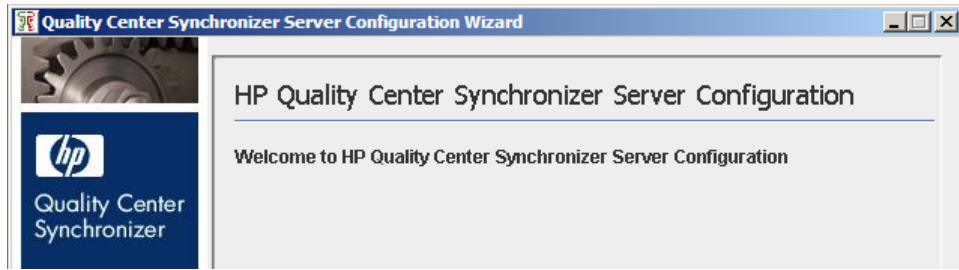 Quality Center Synchronizer Server Configuration Wizard
HP Quality Center Synchronizer Server Configuration
Welcome to HP Quality Center Synchronizer Server Configuration
hp
Quality Center
Synchronizer